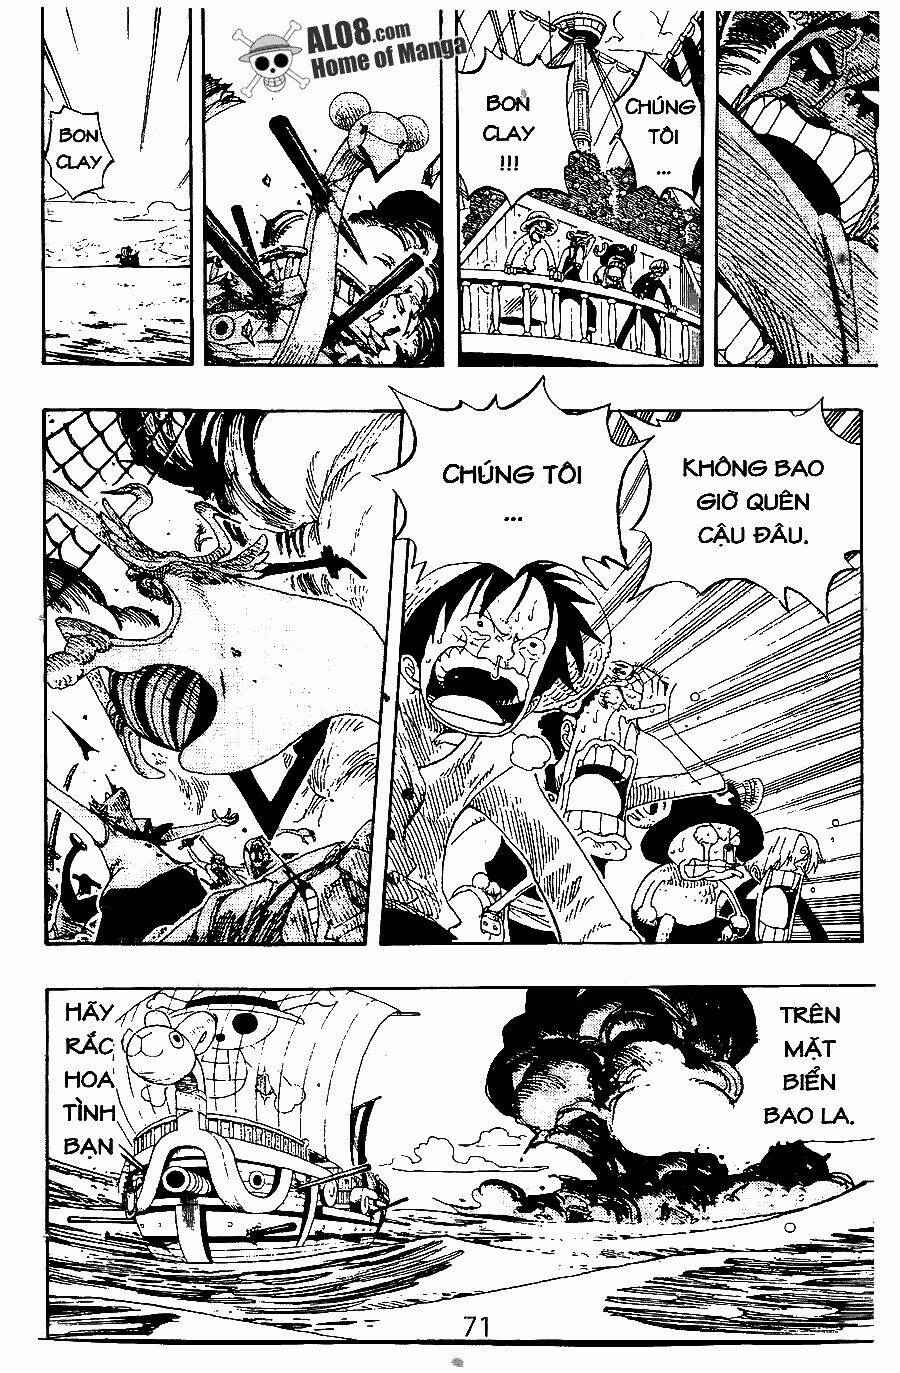 AL08.com
Home of Manga
CHÚNG
TÔI
...
BON
CLAY
!!!
BON
CLAY
KHÔNG BAO
GIỜ QUÊN
CẬU ĐÂU.
CHÚNG TÔI
...
TRÊN
MẶT
BIỂN
BAO LA.
HÃY
RẮC
HOA
TÌNH
BẠN
71